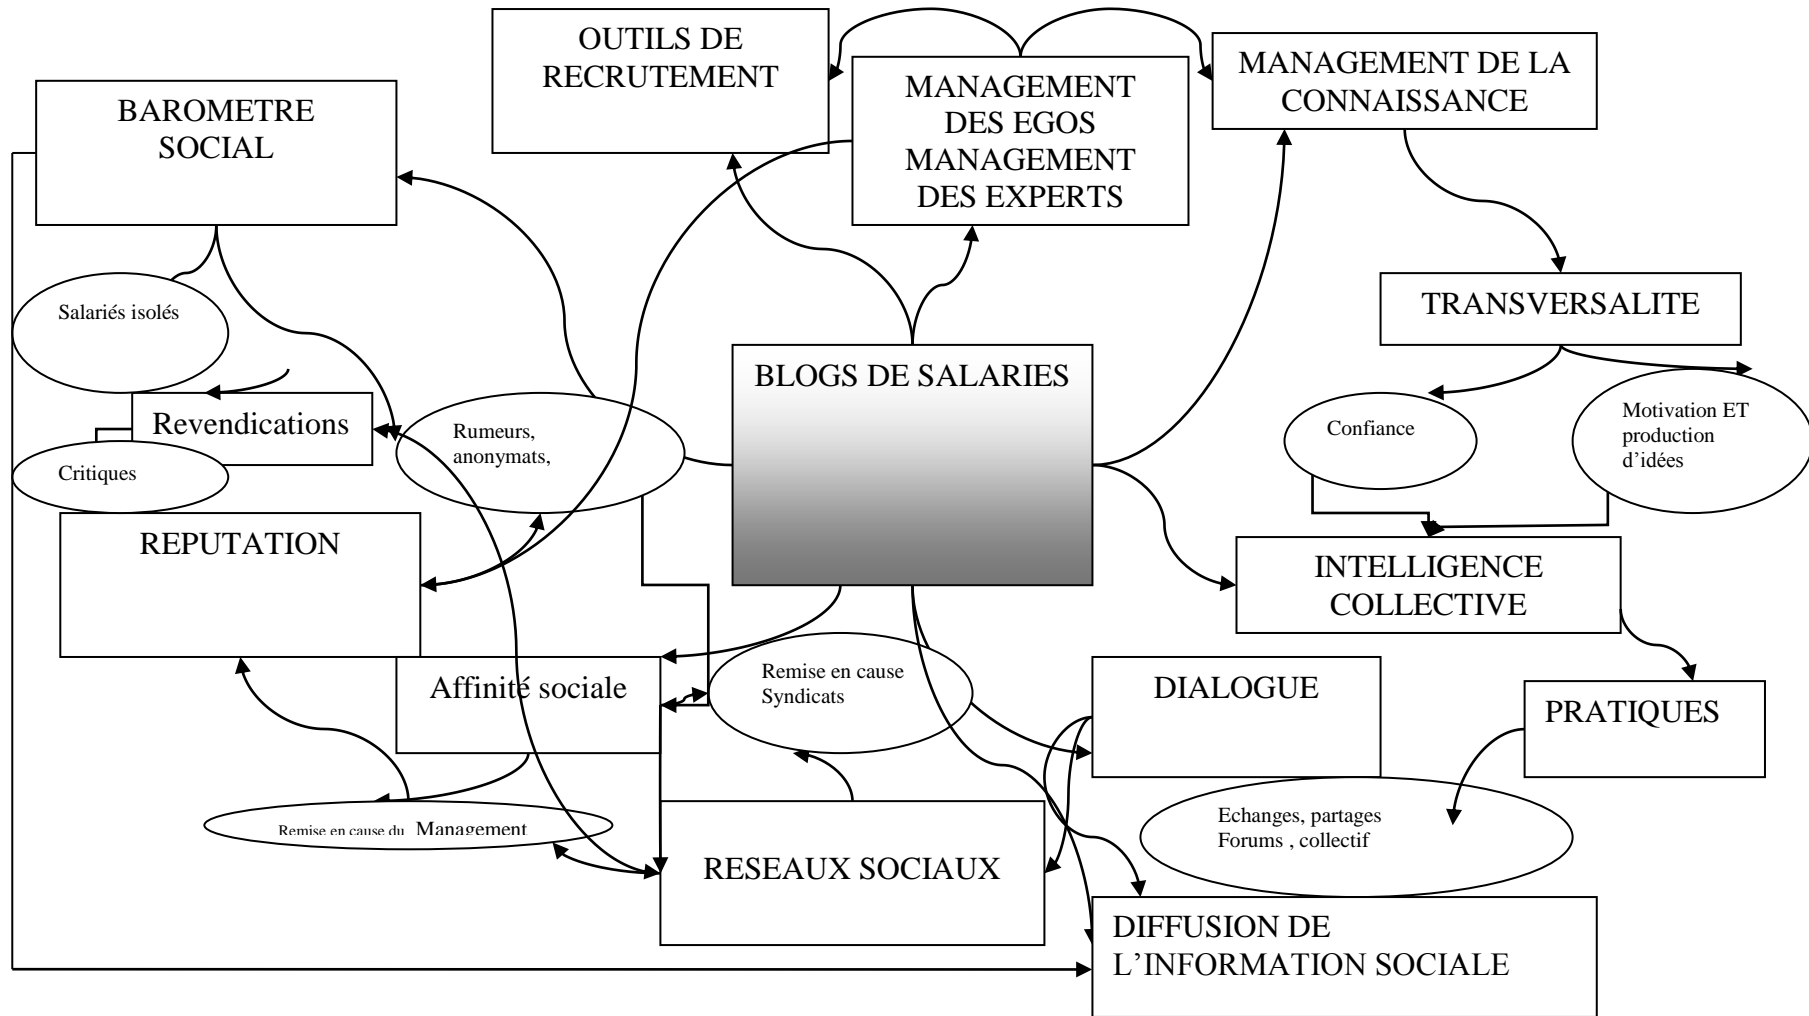 OUTILS DE
RECRUTEMENT
MANAGEMENT DE LA
CONNAISSANCE
MANAGEMENT
DES EGOS
MANAGEMENT
DES EXPERTS
BAROMETRE
SOCIAL
Salariés isolés
TRANSVERSALITE
BLOGS DE SALARIES
Revendications
Rumeurs,
anonymats,
Confiance
Motivation ET
production
d’idées
Critiques
REPUTATION
INTELLIGENCE
COLLECTIVE
Affinité sociale
Remise en cause
Syndicats
DIALOGUE
PRATIQUES
Remise en cause du Management
Echanges, partages
Forums , collectif
RESEAUX SOCIAUX
DIFFUSION DE
L’INFORMATION SOCIALE